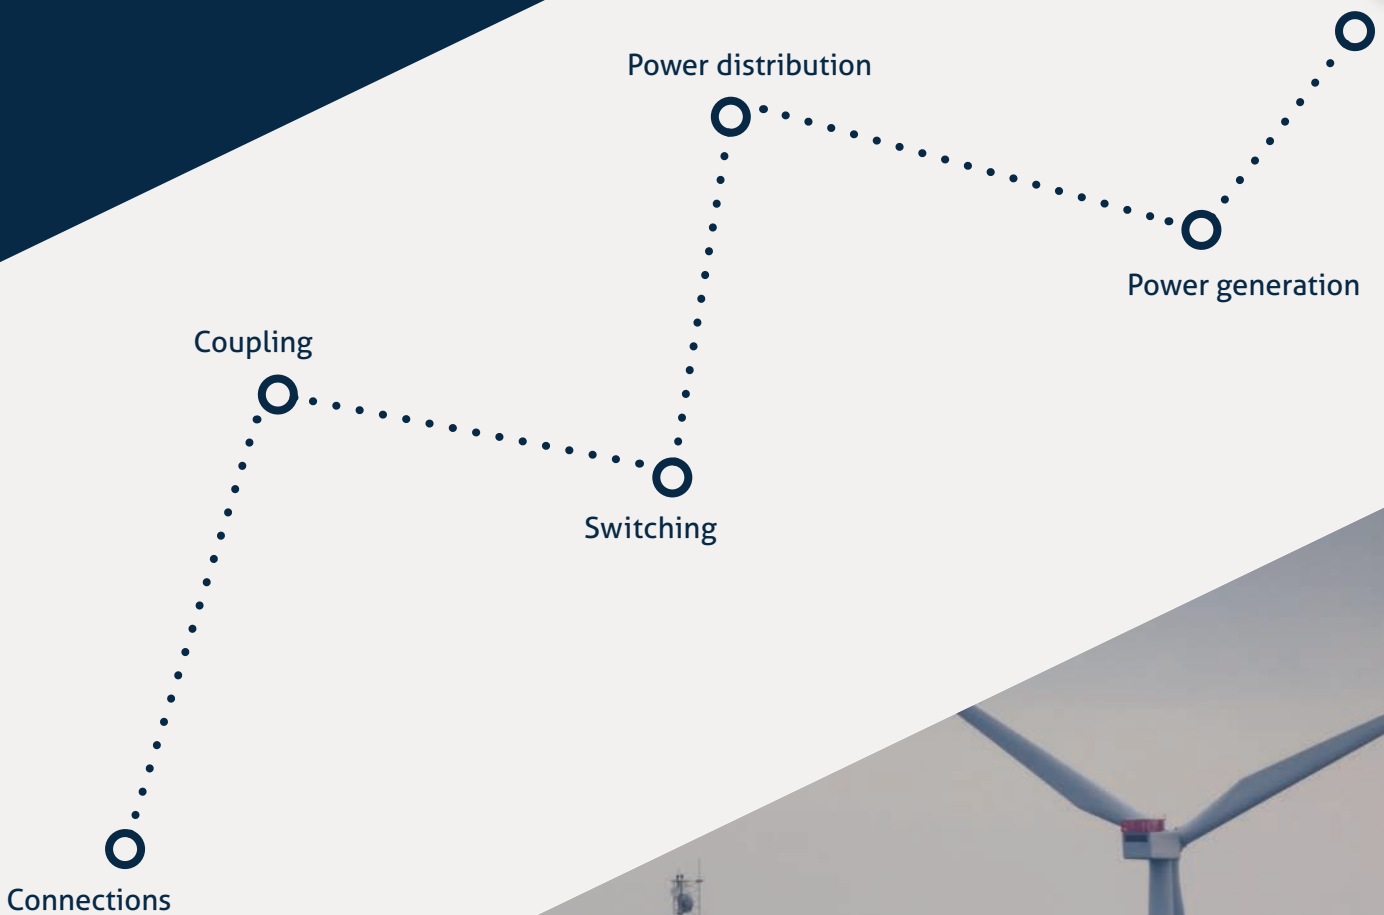 Power distribution
Power generation
Coupling
Switching
Connections